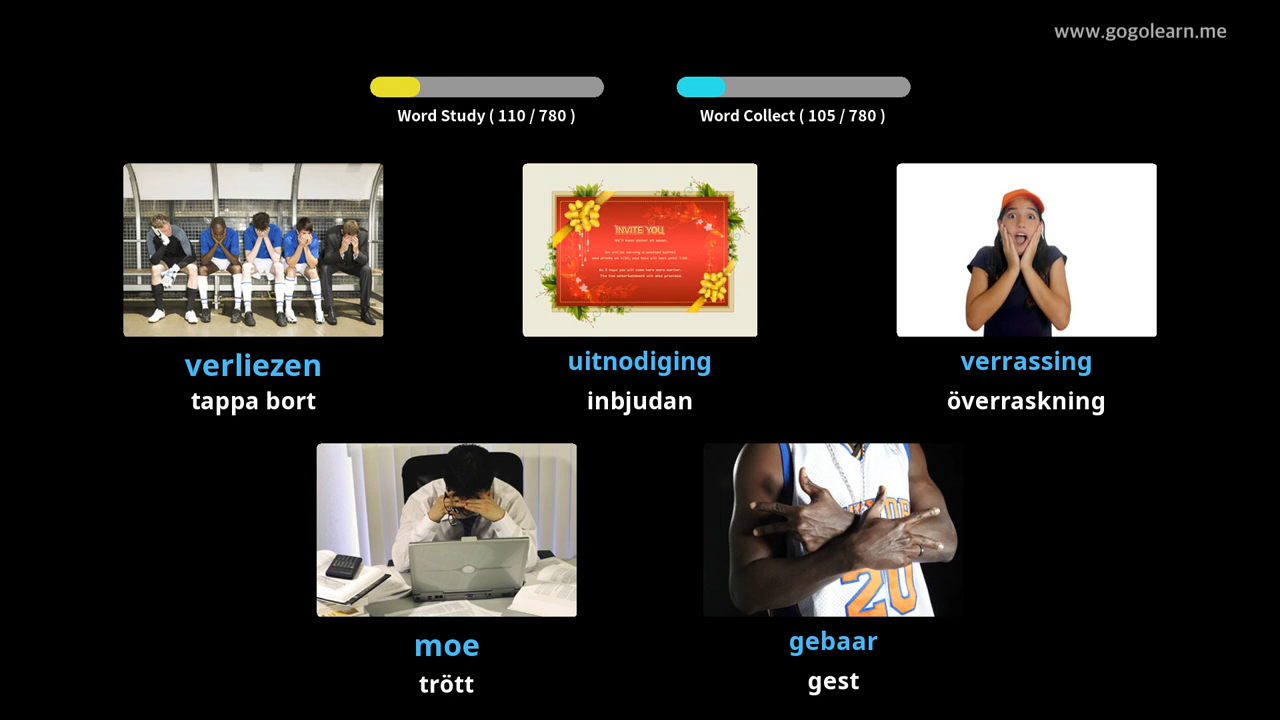 www.gogolearn.me
Word Study ( 110 / 780 )
Word Collect ( 105 / 780 )
INVITE YOU
verliezen
tappa bort
uitnodiging
inbjudan
verrassing
överraskning
20
moe
trött
gebaar
gest